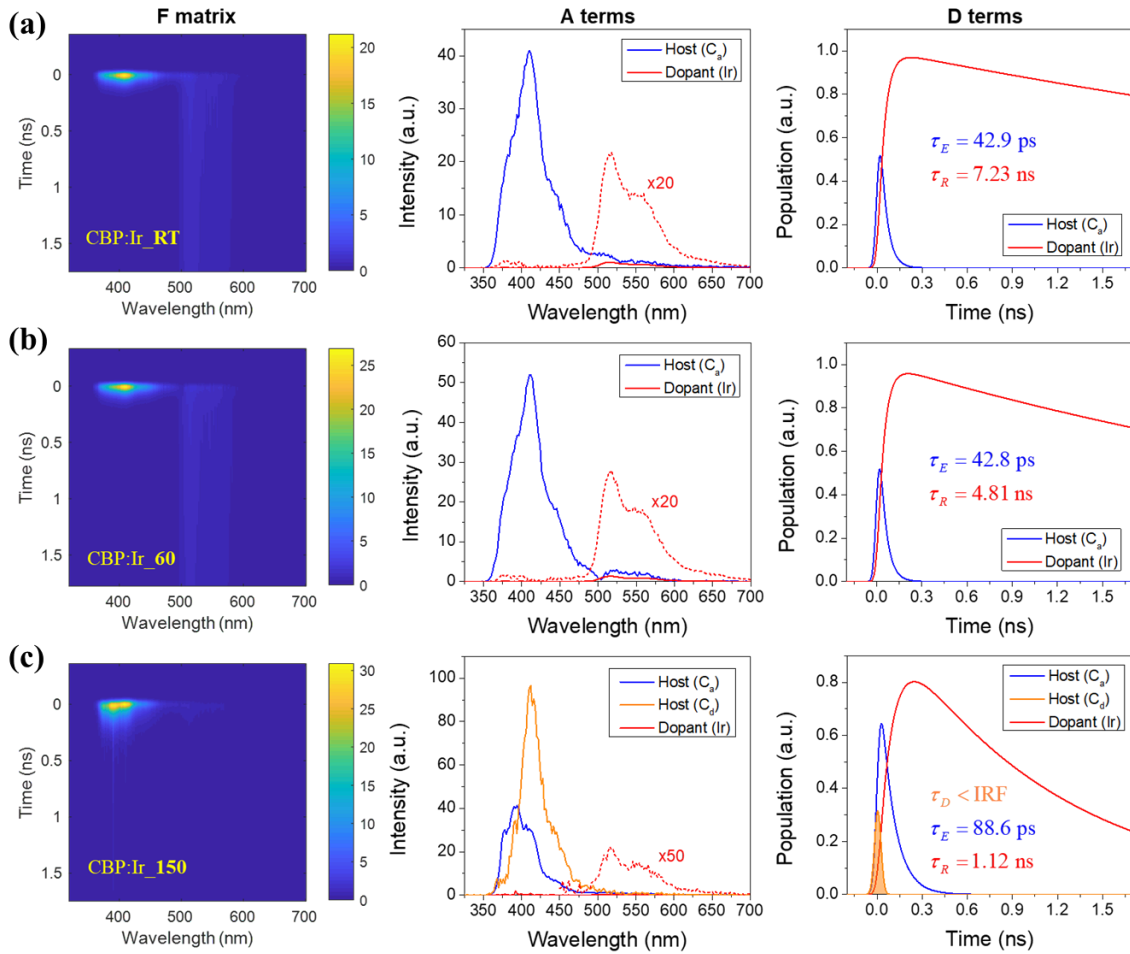 F matrix
A terms
D terms
(a)
0
0.5
1
1.5
400
500
600
700
Time (ns)
Wavelength (nm)
CBP:Ir_RT
20
15
10
5
0
40
30
20
10
0
325 350 400 450 500 550 600 650 700
Intensity (a.u.)
Wavelength (nm)
Host (Ca)
Dopant (Ir)
x20
1.0
0.8
0.6
0.4
0.2
0.0
0.0 0.3 0.6 0.9 1.2 1.5
Population (a.u.)
Time (ns)
τE = 42.9 ps
τR = 7.23 ns
Host (Ca)
Dopant (Ir)
(b)
0
0.5
1
1.5
400
500
600
700
Time (ns)
Wavelength (nm)
CBP:Ir_60
25
20
15
10
5
0
60
50
40
30
20
10
0
325 350 400 450 500 550 600 650 700
Intensity (a.u.)
Wavelength (nm)
Host (Ca)
Dopant (Ir)
x20
1.0
0.8
0.6
0.4
0.2
0.0
0.0 0.3 0.6 0.9 1.2 1.5
Population (a.u.)
Time (ns)
τE = 42.8 ps
τR = 4.81 ns
Host (Ca)
Dopant (Ir)
(c)
0
0.5
1
1.5
400
500
600
700
Time (ns)
Wavelength (nm)
CBP:Ir_150
30
25
20
15
10
5
0
100
80
60
40
20
0
325 350 400 450 500 550 600 650 700
Intensity (a.u.)
Wavelength (nm)
Host (Ca)
Host (Cd)
Dopant (Ir)
x50
0.8
0.6
0.4
0.2
0.0
0.0 0.3 0.6 0.9 1.2 1.5
Population (a.u.)
Time (ns)
Host (Ca)
Host (Cd)
Dopant (Ir)
τD < IRF
τE = 88.6 ps
τR = 1.12 ns